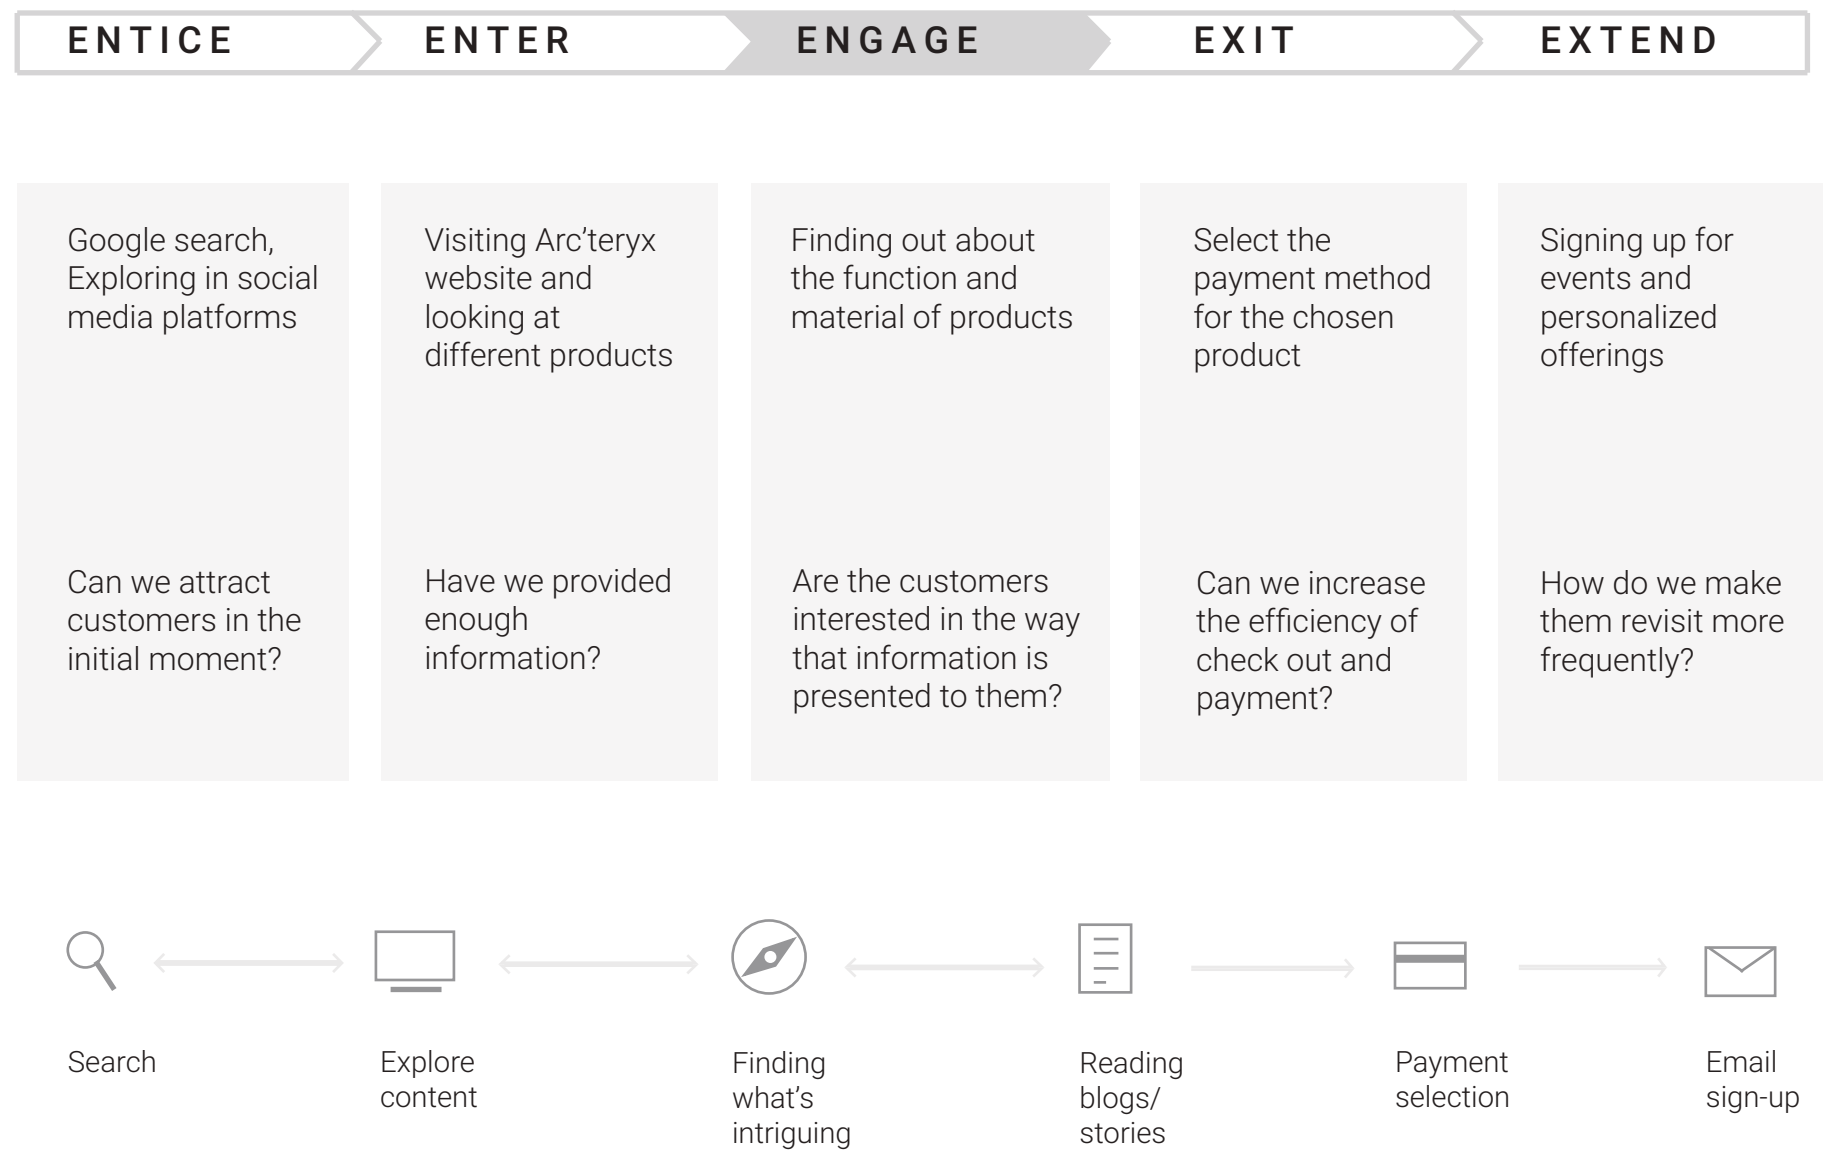 ENTICE
ENTER
ENGAGE
EXIT
EXTEND
Google search,
Exploring in social
media platforms
Visiting Arc’teryx
website and
looking at
different products
Finding out about
the function and
material of products
Select the
payment method
for the chosen
product
Signing up for
events and
personalized
offerings
Can we attract
customers in the
initial moment?
Have we provided
enough
information?
Are the customers
interested in the way
that information is
presented to them?
Can we increase
the efficiency of
check out and
payment?
How do we make
them revisit more
frequently?
Search
Explore
content
Finding
what’s
intriguing
Reading
blogs/
stories
Payment
selection
Email
sign-up